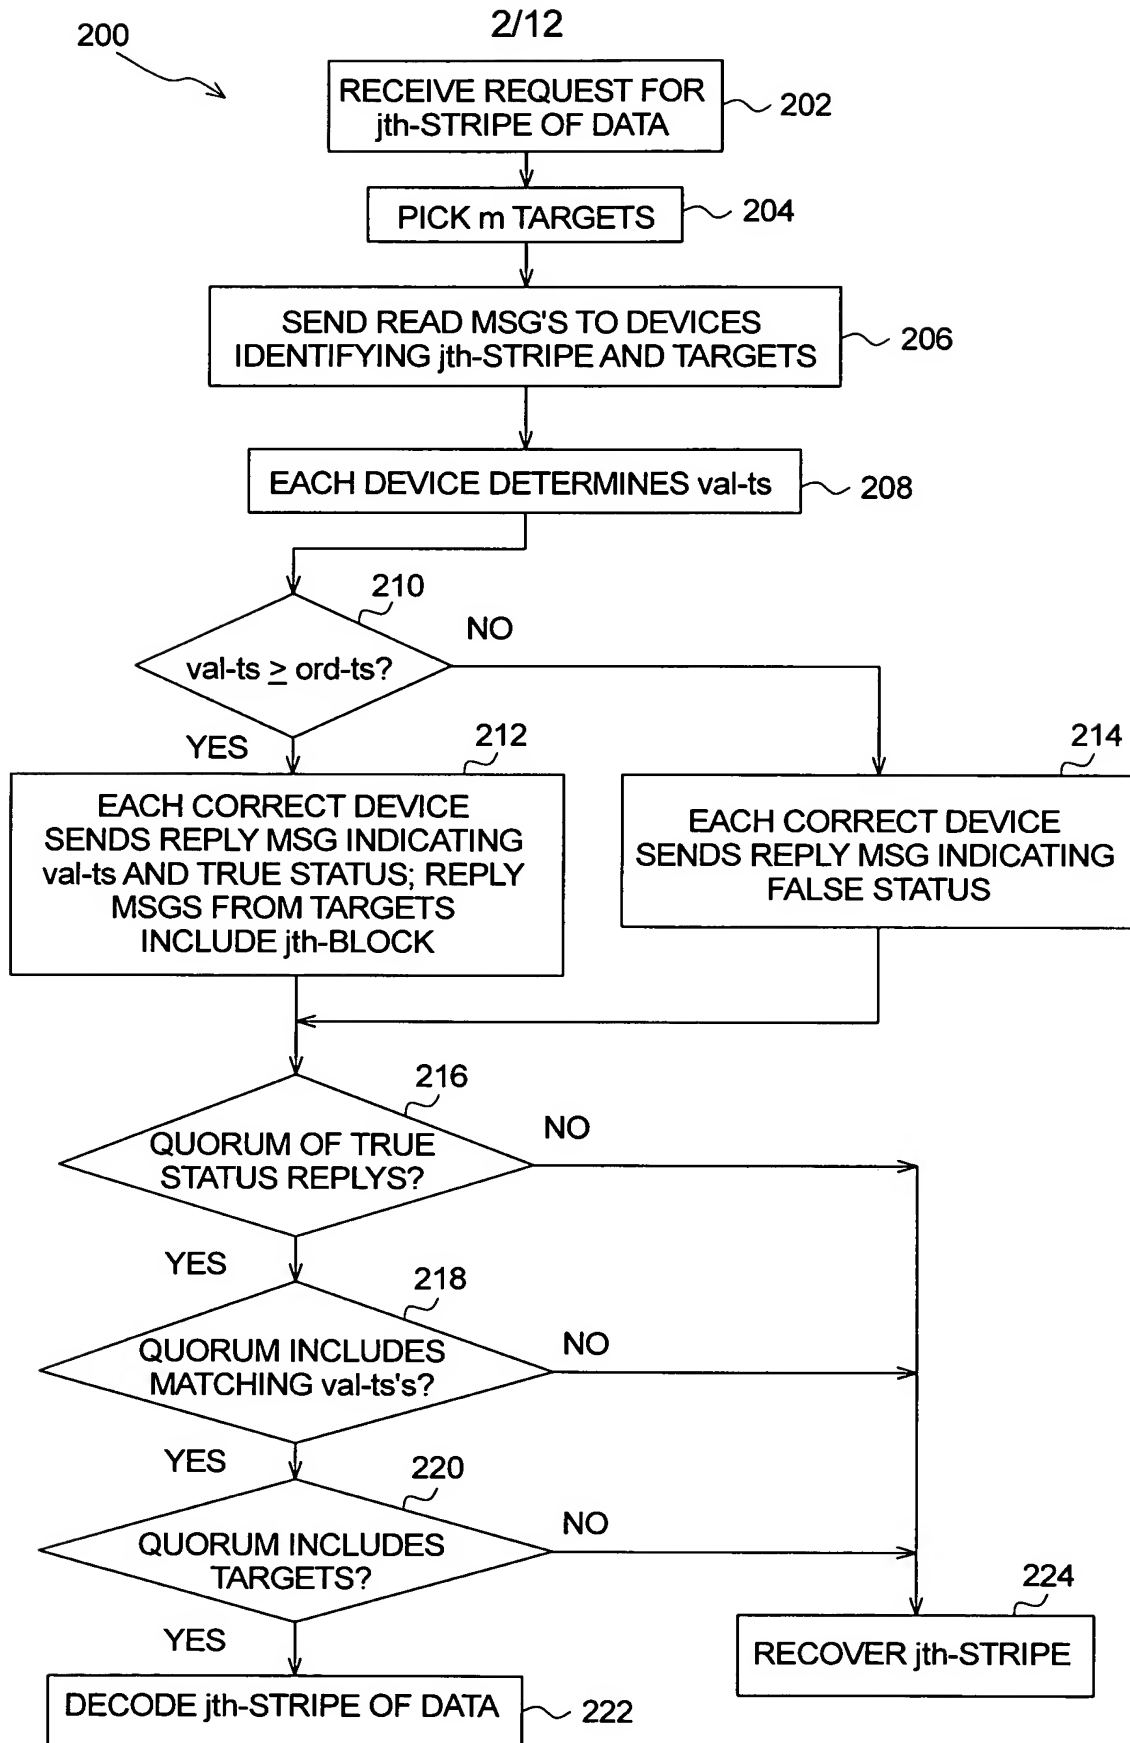 2/12
200
RECEIVE REQUEST FOR
jth-STRIPE OF DATA
202
PICK m TARGETS
204
SEND READ MSG'S TO DEVICES
IDENTIFYING jth-STRIPE AND TARGETS
206
EACH DEVICE DETERMINES val-ts
208
210
val-ts ≥ ord-ts?
NO
YES
212
EACH CORRECT DEVICE
SENDS REPLY MSG INDICATING
val-ts AND TRUE STATUS; REPLY
MSGS FROM TARGETS
INCLUDE jth-BLOCK
214
EACH CORRECT DEVICE
SENDS REPLY MSG INDICATING
FALSE STATUS
216
QUORUM OF TRUE
STATUS REPLYS?
NO
YES
218
QUORUM INCLUDES
MATCHING val-ts's?
NO
YES
220
QUORUM INCLUDES
TARGETS?
NO
YES
224
RECOVER jth-STRIPE
DECODE jth-STRIPE OF DATA
222